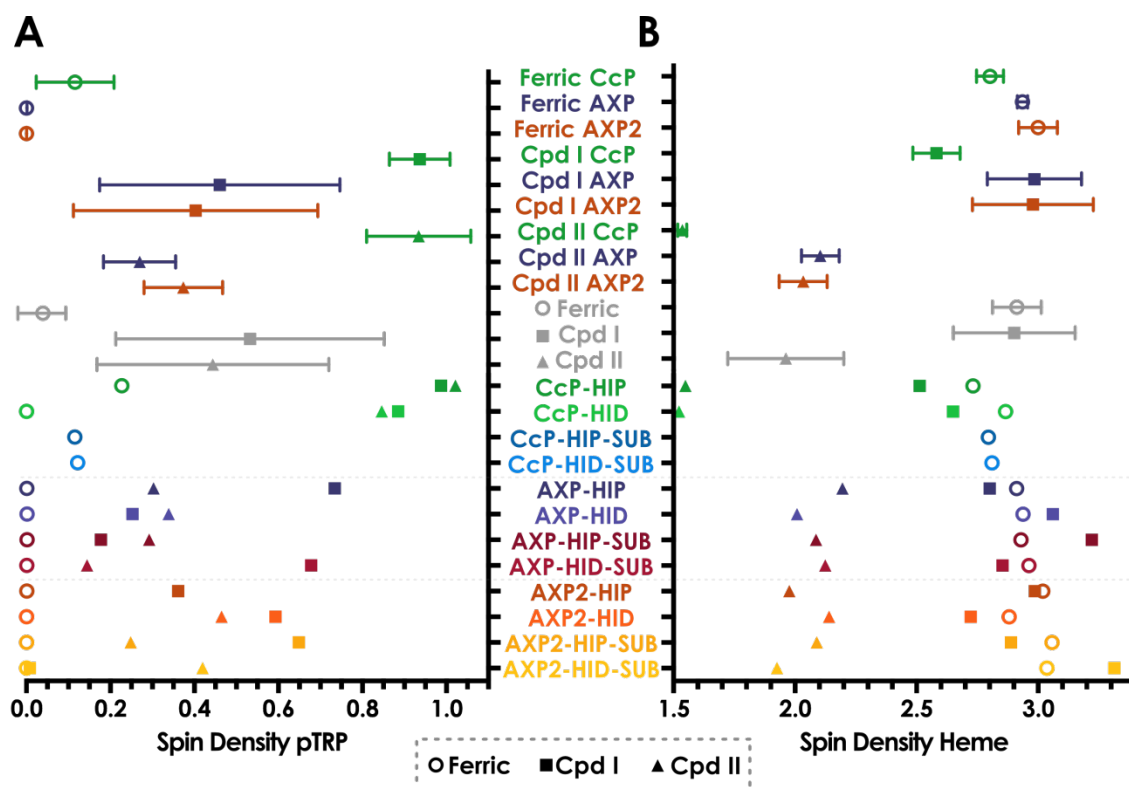 A
B
Ferric CcP
Ferric AXP
Ferric AXP2
Cpd I CcP
Cpd I AXP
Cpd I AXP2
Cpd II CcP
Cpd II AXP
Cpd II AXP2
Ferric
Cpd I
Cpd II
CcP-HIP
CcP-HID
CcP-HIP-SUB
CcP-HID-SUB
AXP-HIP
AXP-HID
AXP-HIP-SUB
AXP-HID-SUB
AXP2-HIP
AXP2-HID
AXP2-HIP-SUB
AXP2-HID-SUB
0.0 0.2 0.4 0.6 0.8 1.0
1.5 2.0 2.5 3.0
Spin Density pTRP
Spin Density Heme
Ferric Cpd I Cpd II